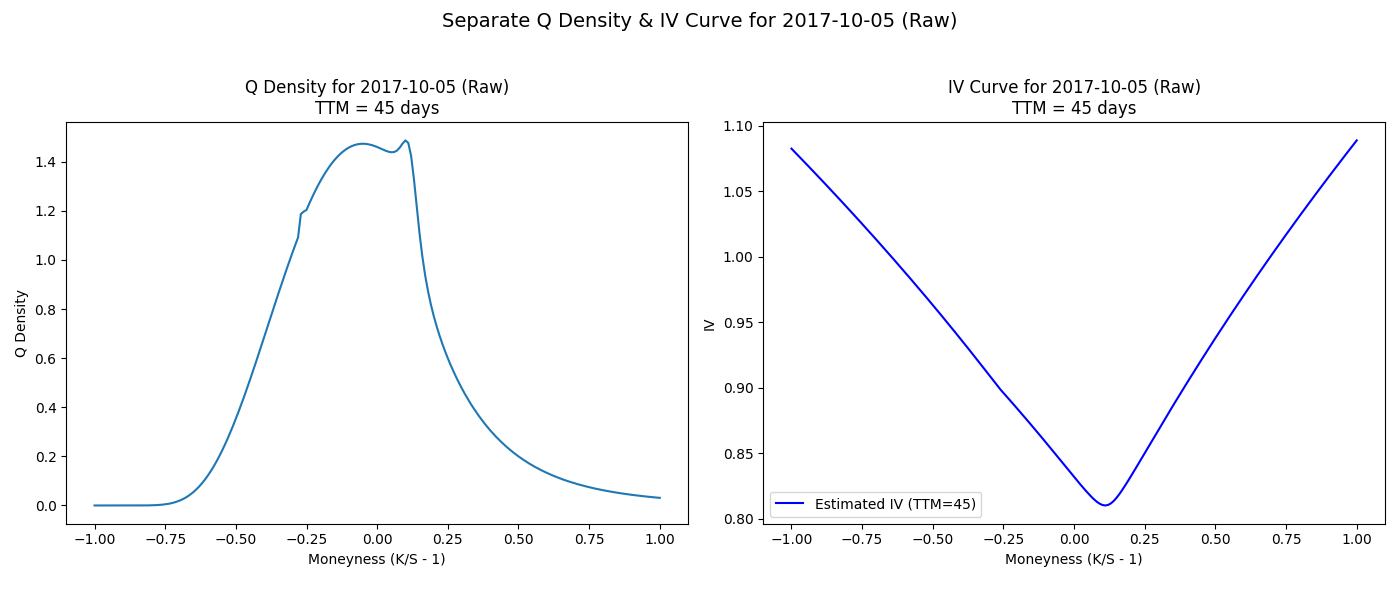 Separate Q Density & IV Curve for 2017-10-05 (Raw)
Q Density for 2017-10-05 (Raw)
TTM = 45 days
Q Density
1.4
1.2
1.0
0.8
0.6
0.4
0.2
0.0
−1.00 −0.75 −0.50 −0.25 0.00 0.25 0.50 0.75 1.00
Moneyness (K/S - 1)
IV Curve for 2017-10-05 (Raw)
TTM = 45 days
IV
1.10
1.05
1.00
0.95
0.90
0.85
0.80
Estimated IV (TTM=45)
−1.00 −0.75 −0.50 −0.25 0.00 0.25 0.50 0.75 1.00
Moneyness (K/S - 1)